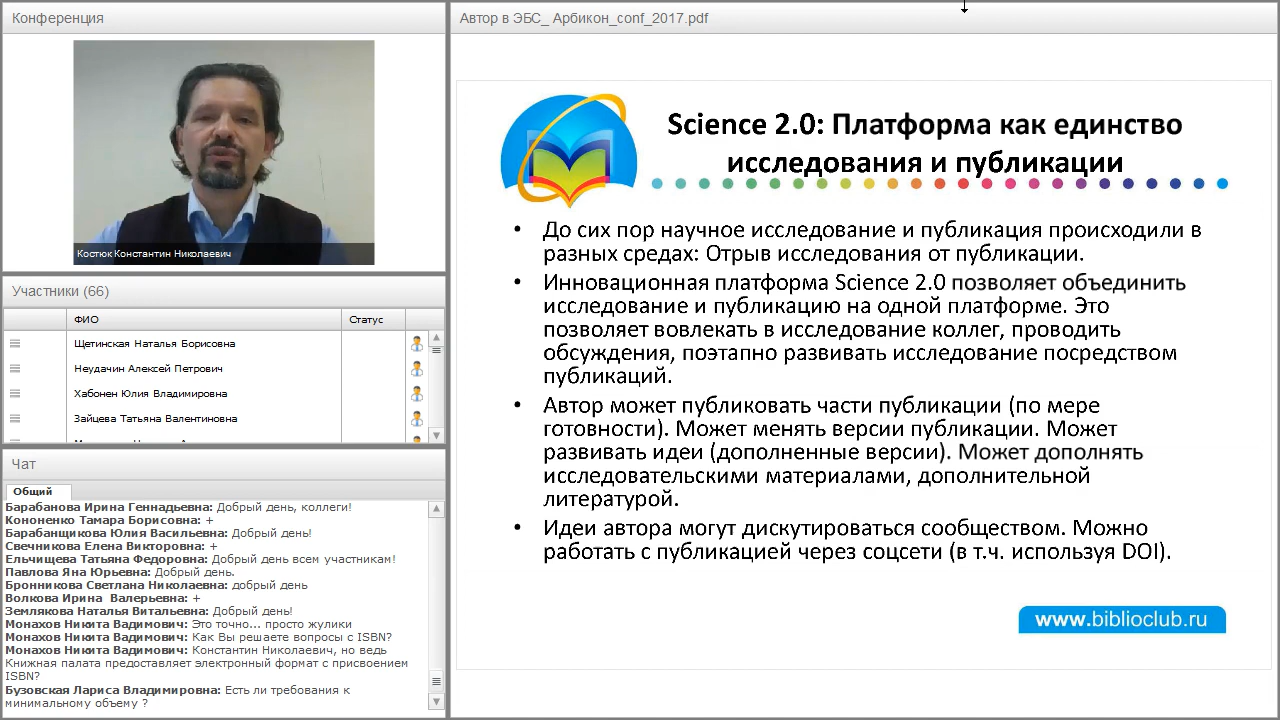 Конференция
Костюк Константин Николаевич
Участники (66)
ФИО
Статус
Щетинская Наталья Борисовна
Неудачин Алексей Петрович
Хабонен Юлия Владимировна
Зайцева Татьяна Валентиновна
Чат
Общий
Барабанова Ирина Геннадьевна: Добрый день, коллеги!
Кононенко Тамара Борисовна: +
Барабанщикова Юлия Васильевна: Добрый день!
Свечникова Елена Викторовна: +
Ельчищева Татьяна Федоровна: Добрый день всем участникам!
Павлова Яна Юрьевна: Добрый день.
Бронникова Светлана Николаевна: добрый день
Волкова Ирина Валерьевна: +
Землякова Наталья Витальевна: Добрый день!
Монахов Никита Вадимович: Это точно... просто жулики
Монахов Никита Вадимович: Как Вы решаете вопросы с ISBN?
Монахов Никита Вадимович: Константин Николаевич, но ведь
Книжная палата предоставляет электронный формат с присвоением
ISBN?
Бузовская Лариса Владимировна: Есть ли требования к
минимальному объему ?
Автор в ЭБС_ Арбикон_conf_2017.pdf
Science 2.0: Платформа как единство
исследования и публикации
• До сих пор научное исследование и публикация происходили в
разных средах: Отрыв исследования от публикации.
• Инновационная платформа Science 2.0 позволяет объединить
исследование и публикацию на одной платформе. Это
позволяет вовлекать в исследование коллег, проводить
обсуждения, поэтапно развивать исследование посредством
публикаций.
• Автор может публиковать части публикации (по мере
готовности). Может менять версии публикации. Может
развивать идеи (дополненные версии). Может дополнять
исследовательскими материалами, дополнительной
литературой.
• Идеи автора могут дискутироваться сообществом. Можно
работать с публикацией через соцсети (в т.ч. используя DOI).
www.biblioclub.ru